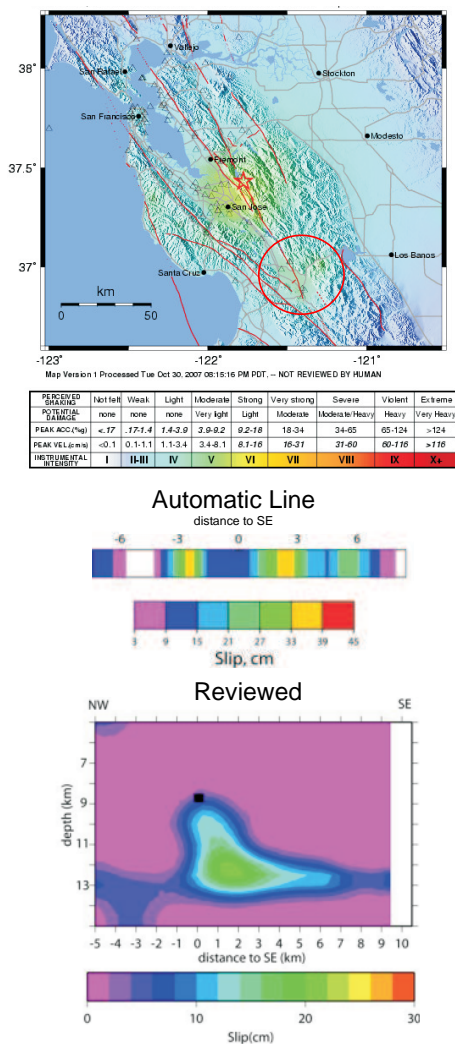 38°
Vallejo
San Rafael
Stockton
San Francisco
Modesto
37.5°
Fremont
San Jose
37°
Los Banos
Santa Cruz
km
0 50
-122° -121°
Map Version 1 Processed Tue Oct 30, 2007 08:15:16 PM PDT, -- NOT REVIEWED BY HUMAN
PERCEIVED SHAKING Not felt Weak Light Moderate Strong Very strong Severe Violent Extreme
POTENTIAL DAMAGE none none none Very light Light Moderate Moderate/Heavy Heavy Very Heavy
PEAK ACC.(%g) <.17 .17-1.4 1.4-3.9 3.9-9.2 9.2-18 18-34 34-65 65-124 >124
PEAK VEL.(cm/s) <0.1 0.1-1.1 1.1-3.4 3.4-8.1 8.1-16 16-31 31-60 60-116 >116
INSTRUMENTAL INTENSITY I II-III IV V VI VII VIII IX X+
Automatic Line
distance to SE
-6 -3 0 3 6
3 9 15 21 27 33 39 45
Slip, cm
Reviewed
NW SE
7
9
11
13
depth (km)
-5 -4 -3 -2 -1 0 1 2 3 4 5 6 7 8 9 10
distance to SE (km)
0 10 20 30
Slip(cm)